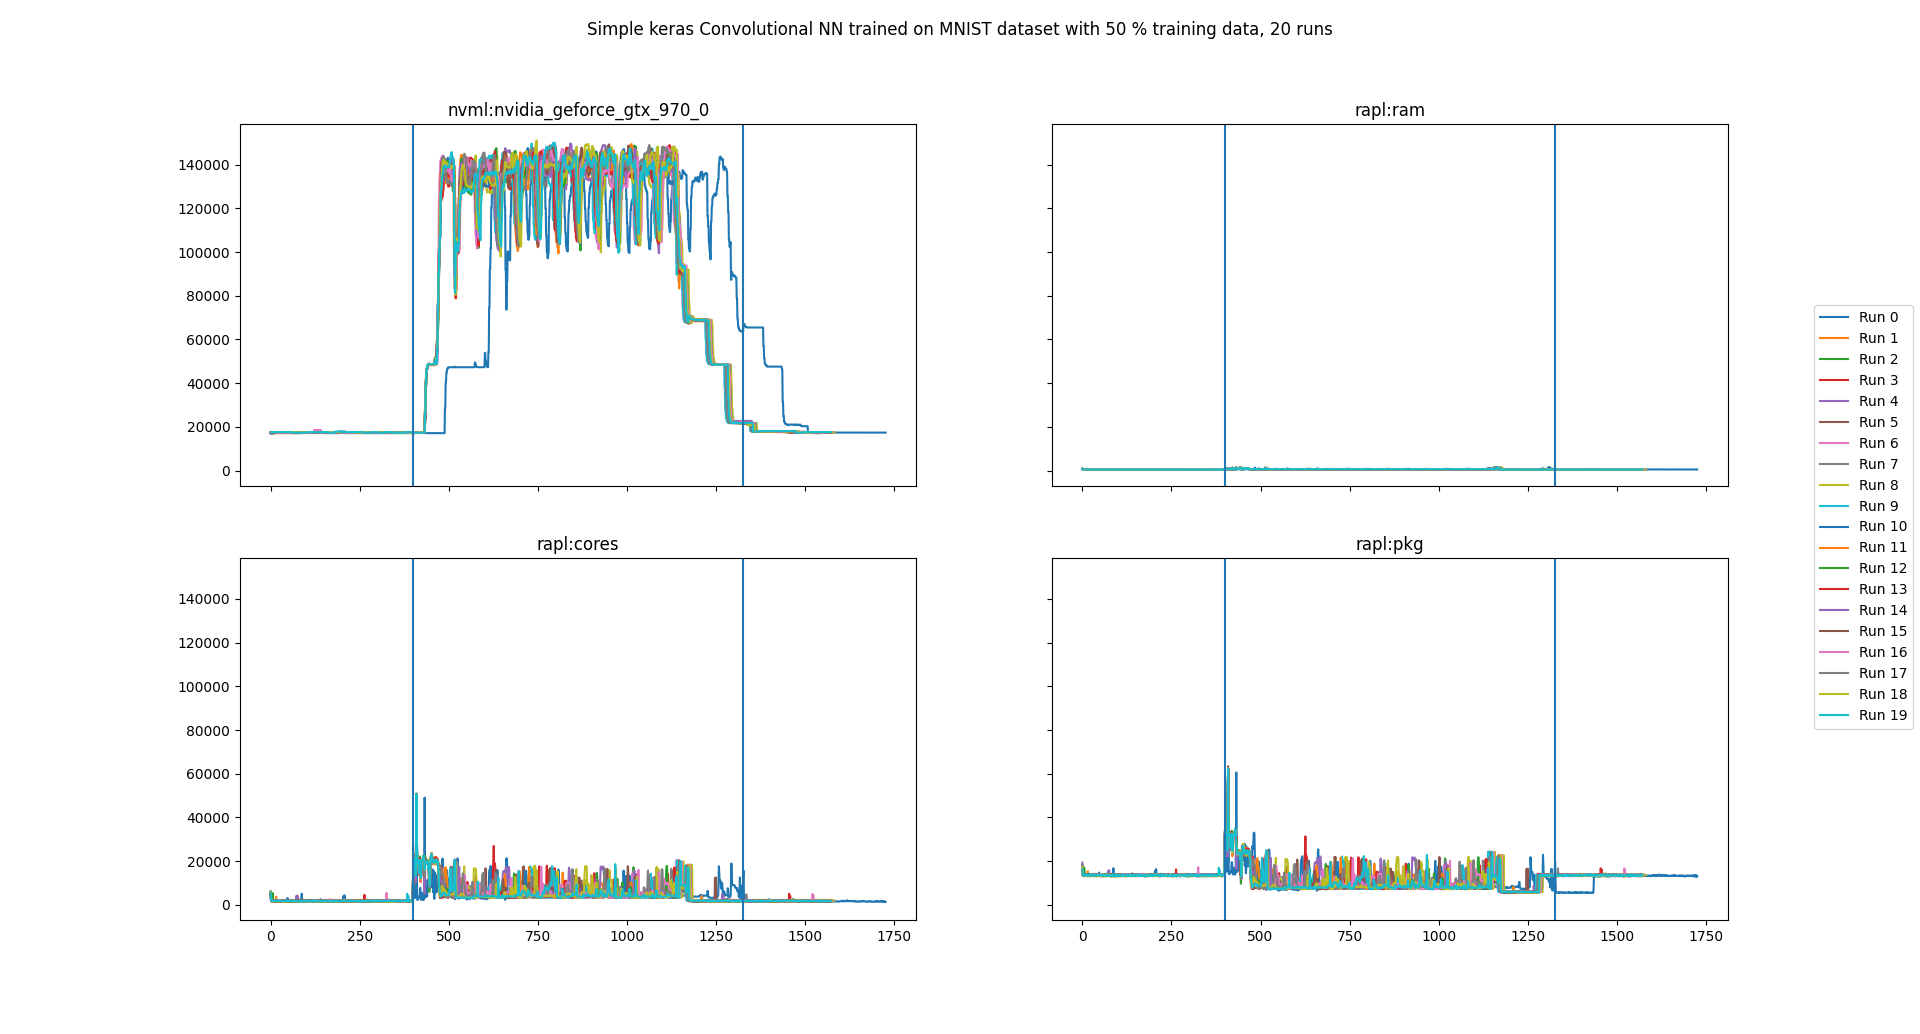 Simple keras Convolutional NN trained on MNIST dataset with 50 % training data, 20 runs
nvml:nvidia_geforce_gtx_970_0
140000
120000
100000
80000
60000
40000
20000
0
rapl:ram
rapl:cores
140000
120000
100000
80000
60000
40000
20000
0
0 250 500 750 1000 1250 1500 1750
rapl:pkg
0 250 500 750 1000 1250 1500 1750
Run 0
Run 1
Run 2
Run 3
Run 4
Run 5
Run 6
Run 7
Run 8
Run 9
Run 10
Run 11
Run 12
Run 13
Run 14
Run 15
Run 16
Run 17
Run 18
Run 19